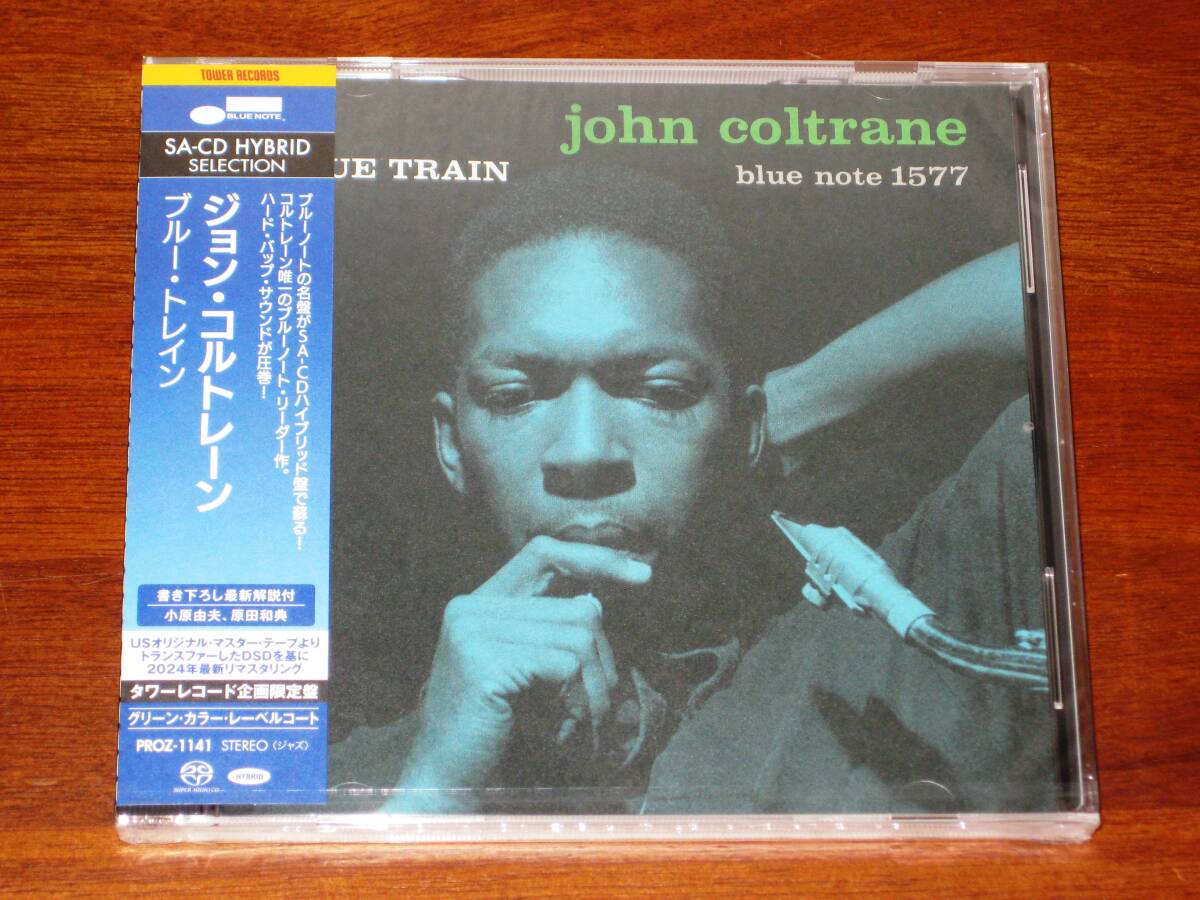 TOWER RECORDS
BLUE NOTE
SA-CD HYBRID
SELECTION
ブルーノートの名盤がSA-CDハイブリッド盤で蘇る!
コルトレーン唯一のブルーノート・リーダー作。
ハード・バップ・サウンドが圧巻!
ジョン・コルトレーン
ブルー・トレイン
書き下ろし最新解説付
小原由夫、原田和典
USオリジナル・マスター・テープより
トランスファーしたDSDを基に
2024年最新リマスタリング
タワーレコード企画限定盤
グリーン・カラー・レーベルコート
PROZ-1141 STEREO〈ジャズ〉
SUPER AUDIO CD
HYBRID
john coltrane
UE TRAIN
blue note 1577